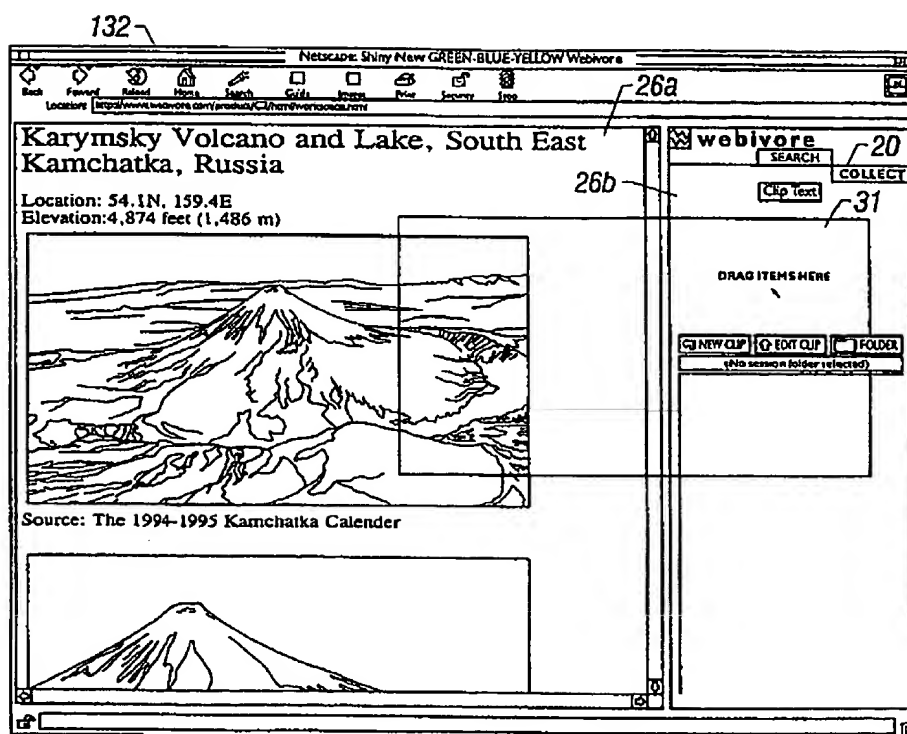 132
Netscape: Shiny New GREEN-BLUE-YELLOW Webivore
Back Forward Reload Home Search Guide Images Print Security Stop
Location:
26a
Karymsky Volcano and Lake, South East
Kamchatka, Russia
Location: 54.1N, 159.4E
Elevation:4,874 feet (1,486 m)
webivore
SEARCH
20
COLLECT
26b
Clip Text
31
DRAG ITEMS HERE
NEW CLIP EDIT CLIP FOLDER
(No session folder selected)
Source: The 1994-1995 Kamchatka Calender